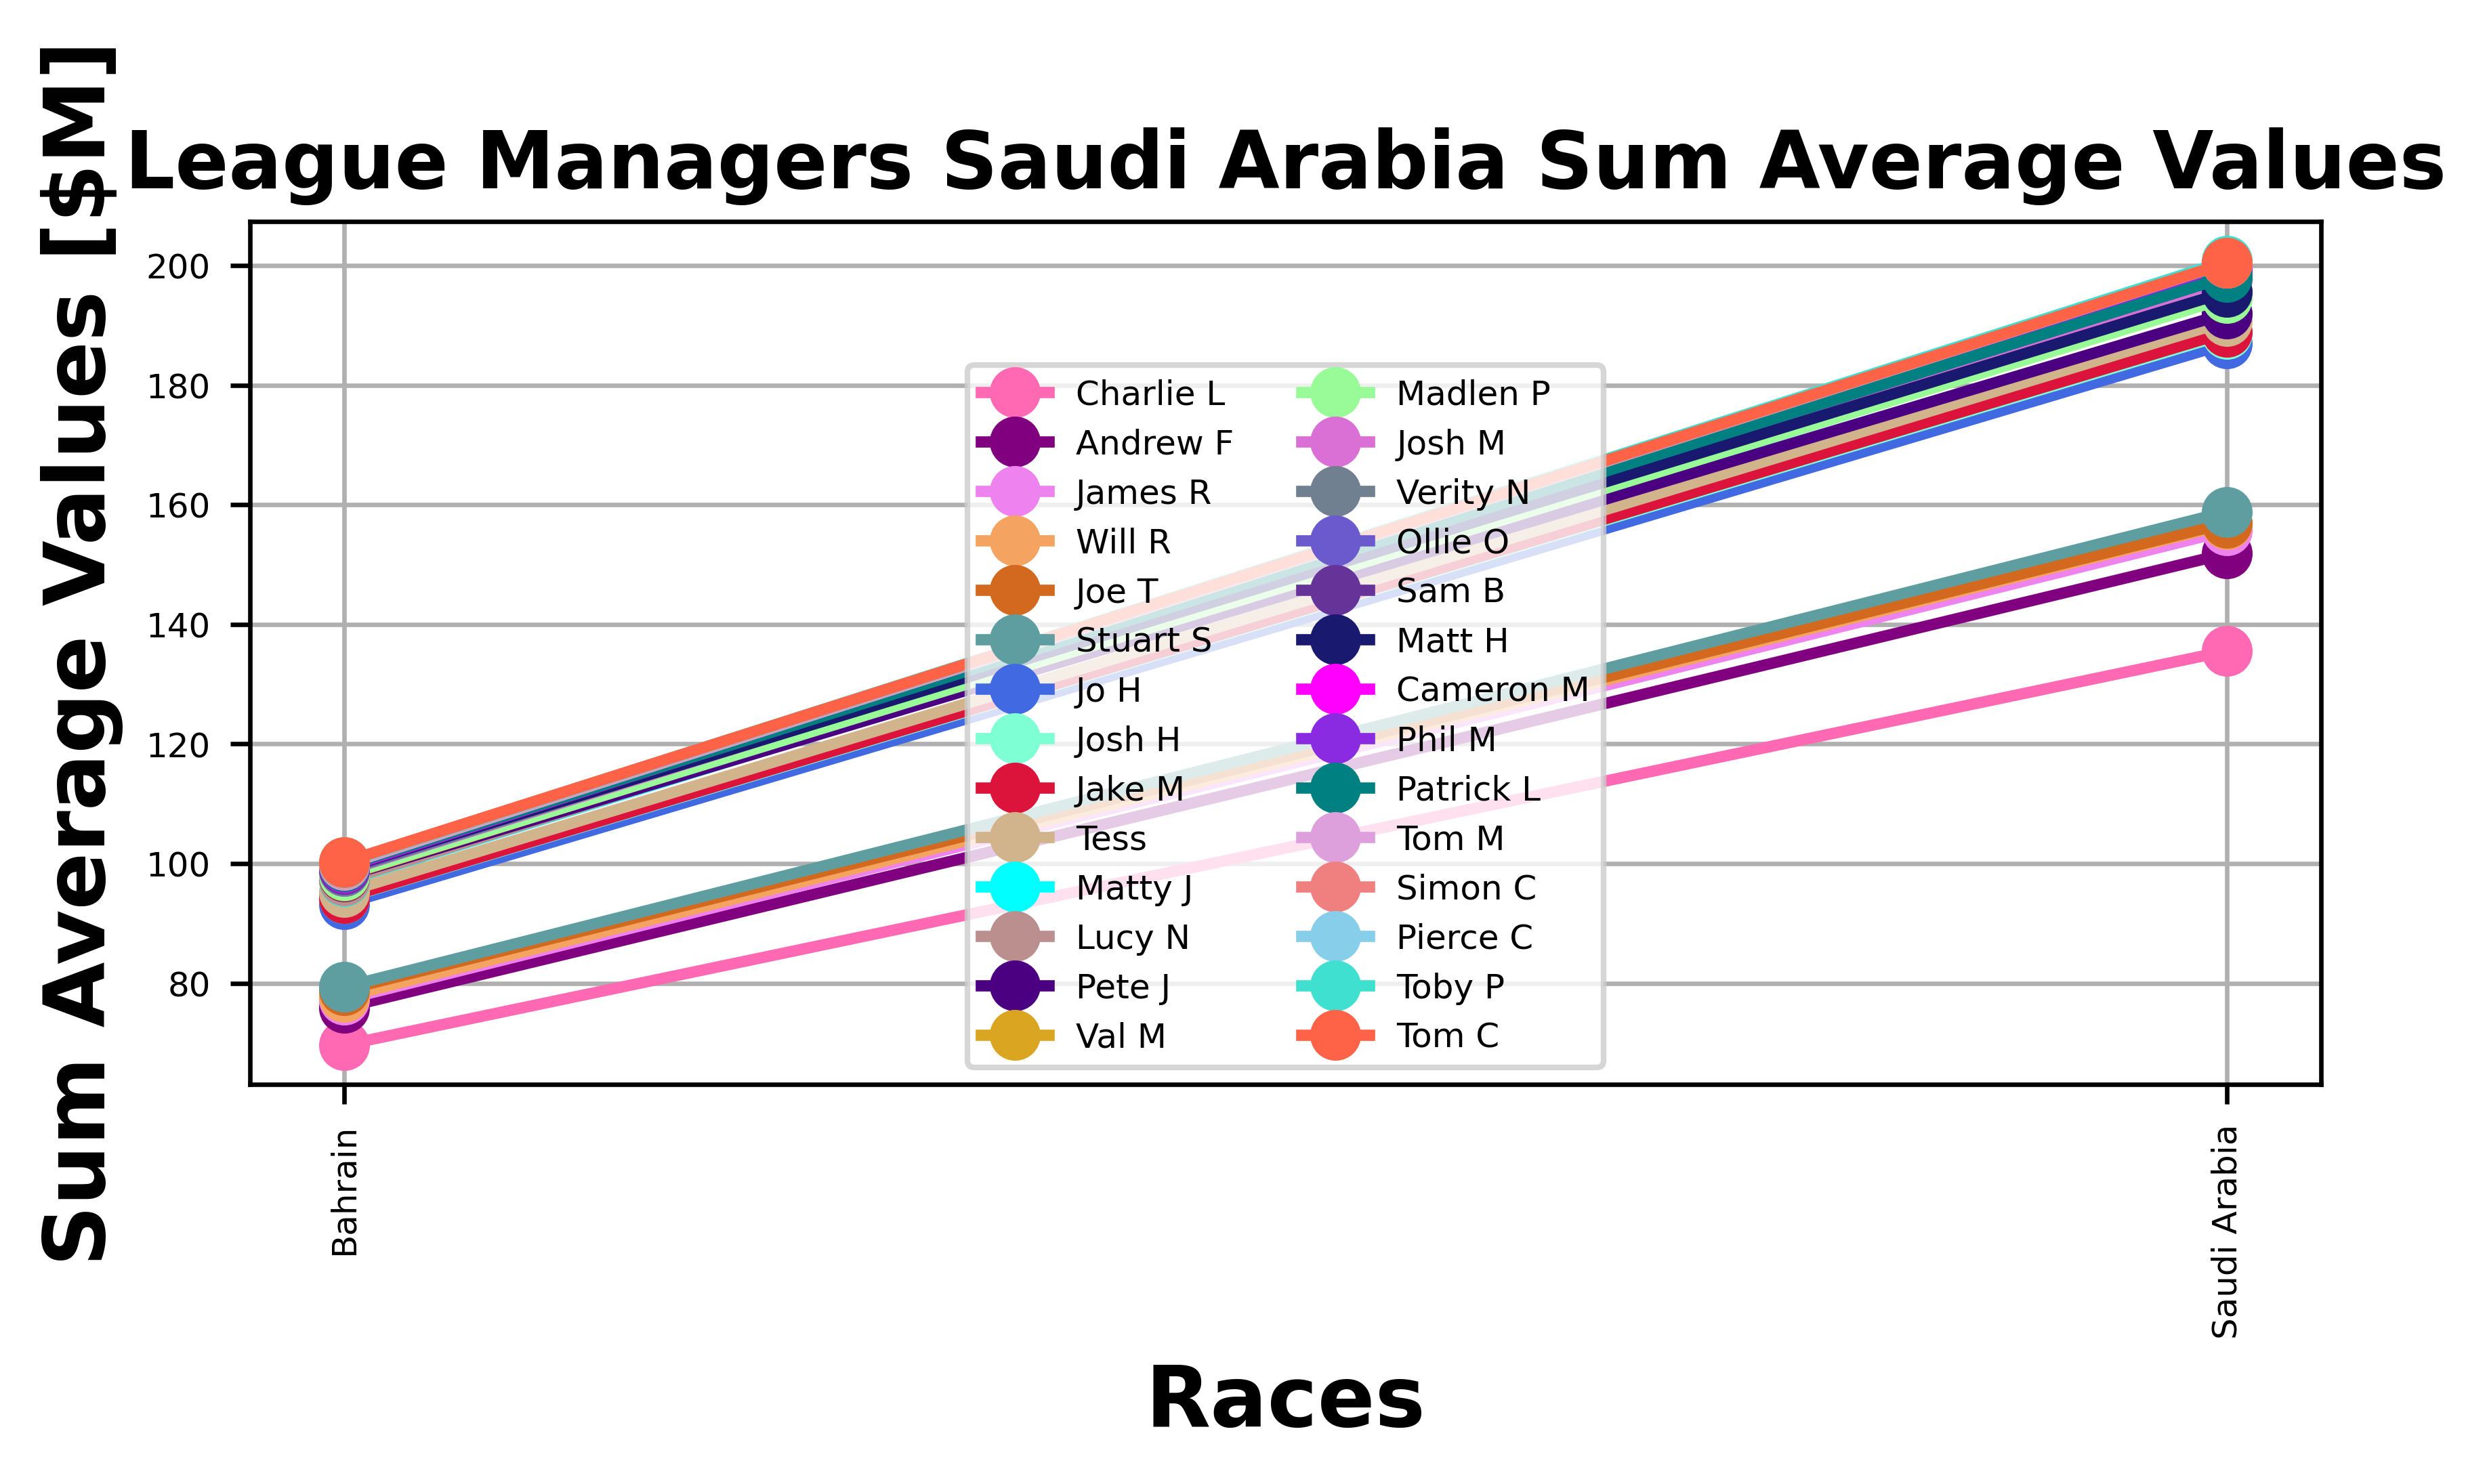 League Managers Saudi Arabia Sum Average Values
Sum Average Values [$M]
200
180
160
140
120
100
80
Charlie L
Andrew F
James R
Will R
Joe T
Stuart S
Jo H
Josh H
Jake M
Tess
Matty J
Lucy N
Pete J
Val M
Madlen P
Josh M
Verity N
Ollie O
Sam B
Matt H
Cameron M
Phil M
Patrick L
Tom M
Simon C
Pierce C
Toby P
Tom C
Bahrain
Saudi Arabia
Races